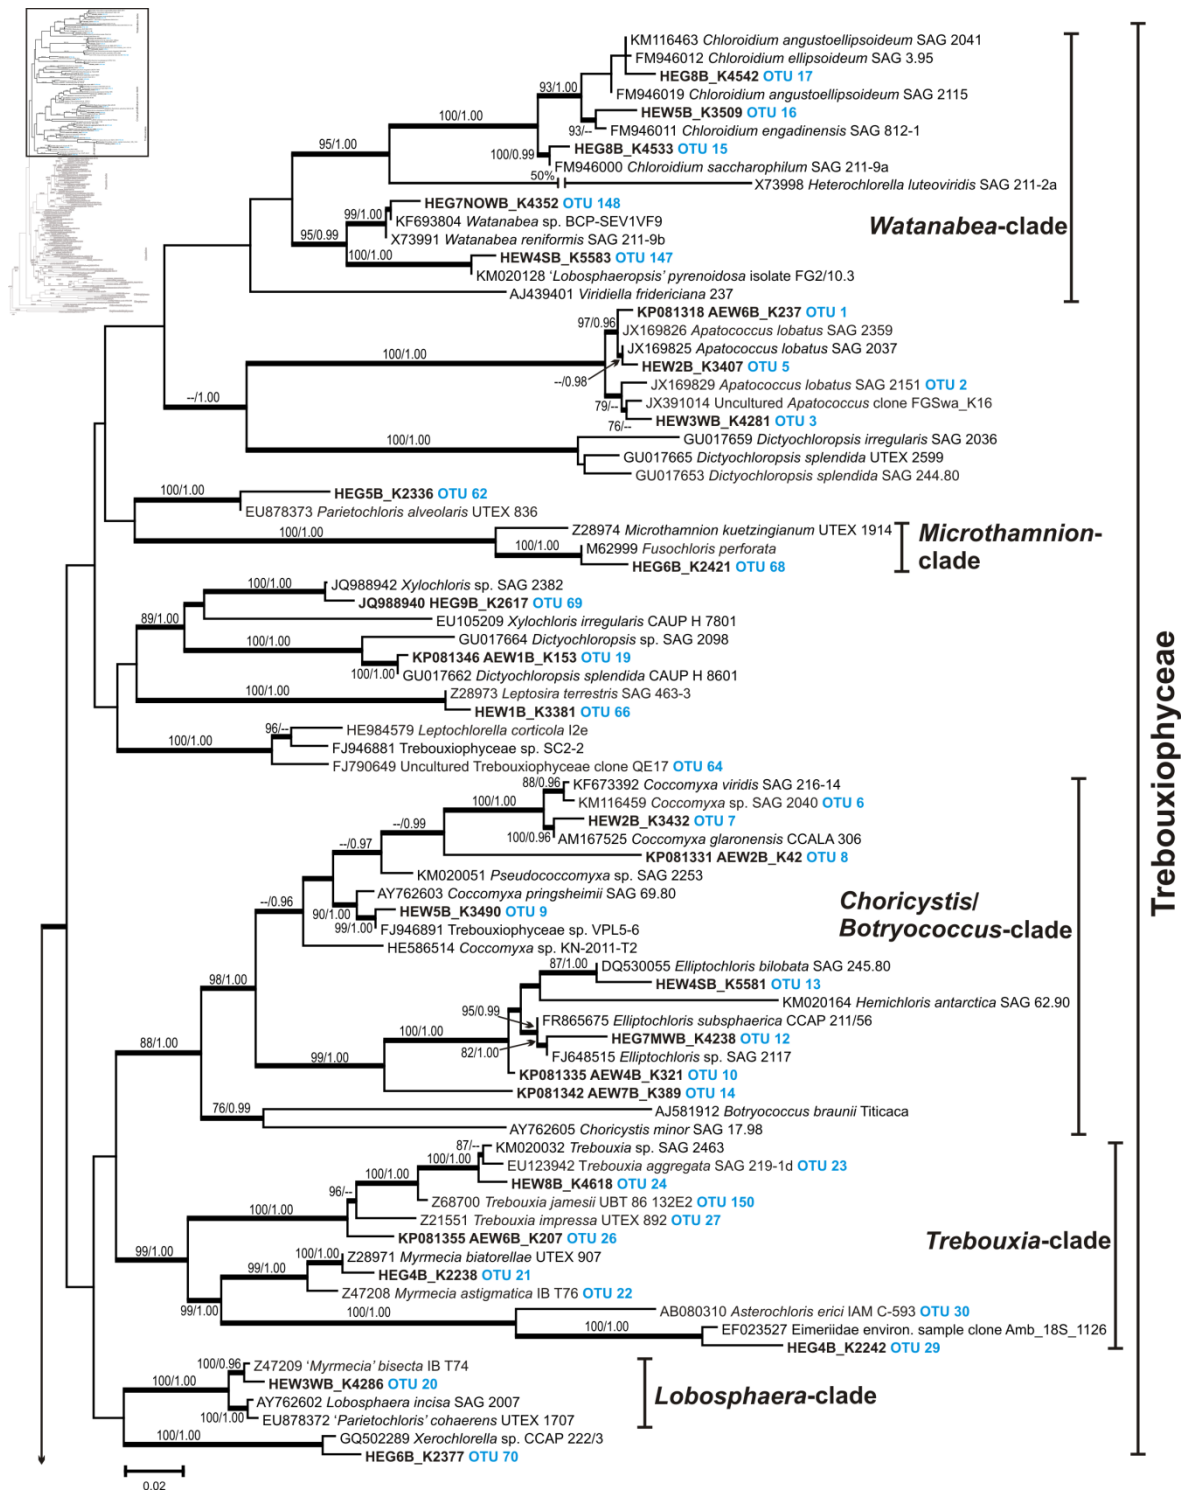 KM116463 Chloroidium angustoellipsoideum SAG 2041
FM946012 Chloroidium ellipsoideum SAG 3.95
HEG8B_K4542 OTU 17
93/1.00
FM946019 Chloroidium angustoellipsoideum SAG 2115
HEW5B_K3509 OTU 16
100/1.00
93/--
FM946011 Chloroidium engadinensis SAG 812-1
HEG8B_K4533 OTU 15
95/1.00
100/0.99
FM946000 Chloroidium saccharophilum SAG 211-9a
50%
X73998 Heterochlorella luteoviridis SAG 211-2a
HEG7NOWB_K4352 OTU 148
99/1.00
KF693804 Watanabea sp. BCP-SEV1VF9
Watanabea-clade
95/0.99
X73991 Watanabea reniformis SAG 211-9b
100/1.00
HEW4SB_K5583 OTU 147
KM020128 'Lobosphaeropsis' pyrenoidosa isolate FG2/10.3
AJ439401 Viridiella fridericiana 237
KP081318 AEW6B_K237 OTU 1
97/0.96
JX169826 Apatococcus lobatus SAG 2359
JX169825 Apatococcus lobatus SAG 2037
100/1.00
HEW2B_K3407 OTU 5
--/0.98
JX169829 Apatococcus lobatus SAG 2151 OTU 2
--/1.00
79/--
JX391014 Uncultured Apatococcus clone FGSwa_K16
76/--
HEW3WB_K4281 OTU 3
GU017659 Dictyochloropsis irregularis SAG 2036
100/1.00
GU017665 Dictyochloropsis splendida UTEX 2599
GU017653 Dictyochloropsis splendida SAG 244.80
100/1.00
HEG5B_K2336 OTU 62
EU878373 Parietochloris alveolaris UTEX 836
Z28974 Microthamnion kuetzingianum UTEX 1914
Microthamnion-
clade
100/1.00
100/1.00
M62999 Fusochloris perforata
HEG6B_K2421 OTU 68
100/1.00
JQ988942 Xylochloris sp. SAG 2382
JQ988940 HEG9B_K2617 OTU 69
89/1.00
EU105209 Xylochloris irregularis CAUP H 7801
GU017664 Dictyochloropsis sp. SAG 2098
100/1.00
KP081346 AEW1B_K153 OTU 19
100/1.00
GU017662 Dictyochloropsis splendida CAUP H 8601
100/1.00
Z28973 Leptosira terrestris SAG 463-3
HEW1B_K3381 OTU 66
96/--
HE984579 Leptochlorella corticola I2e
100/1.00
FJ946881 Trebouxiophyceae sp. SC2-2
FJ790649 Uncultured Trebouxiophyceae clone QE17 OTU 64
Trebouxiophyceae
88/0.96
KF673392 Coccomyxa viridis SAG 216-14
100/1.00
KM116459 Coccomyxa sp. SAG 2040 OTU 6
HEW2B_K3432 OTU 7
--/0.99
100/0.96
AM167525 Coccomyxa glaronensis CCALA 306
--/0.97
KP081331 AEW2B_K42 OTU 8
KM020051 Pseudococcomyxa sp. SAG 2253
--/0.96
AY762603 Coccomyxa pringsheimii SAG 69.80
90/1.00
HEW5B_K3490 OTU 9
99/1.00
FJ946891 Trebouxiophyceae sp. VPL5-6
HE586514 Coccomyxa sp. KN-2011-T2
Choricystis/
Botryococcus-clade
98/1.00
87/1.00
DQ530055 Elliptochloris bilobata SAG 245.80
HEW4SB_K5581 OTU 13
KM020164 Hemichloris antarctica SAG 62.90
95/0.99
FR865675 Elliptochloris subsphaerica CCAP 211/56
100/1.00
HEG7MWB_K4238 OTU 12
88/1.00
82/1.00
FJ648515 Elliptochloris sp. SAG 2117
99/1.00
KP081335 AEW4B_K321 OTU 10
KP081342 AEW7B_K389 OTU 14
76/0.99
AJ581912 Botryococcus braunii Titicaca
AY762605 Choricystis minor SAG 17.98
87/--
KM020032 Trebouxia sp. SAG 2463
100/1.00
EU123942 Trebouxia aggregata SAG 219-1d OTU 23
100/1.00
HEW8B_K4618 OTU 24
96/--
Z68700 Trebouxia jamesii UBT 86 132E2 OTU 150
100/1.00
Z21551 Trebouxia impressa UTEX 892 OTU 27
KP081355 AEW6B_K207 OTU 26
Trebouxia-clade
99/1.00
100/1.00
Z28971 Myrmecia biatorellae UTEX 907
99/1.00
HEG4B_K2238 OTU 21
Z47208 Myrmecia astigmatica IB T76 OTU 22
99/1.00
100/1.00
AB080310 Asterochloris erici IAM C-593 OTU 30
100/1.00
EF023527 Eimeriidae environ. sample clone Amb_18S_1126
HEG4B_K2242 OTU 29
100/0.96
Z47209 'Myrmecia' bisecta IB T74
100/1.00
HEW3WB_K4286 OTU 20
AY762602 Lobosphaera incisa SAG 2007
Lobosphaera-clade
100/1.00
EU878372 'Parietochloris' cohaerens UTEX 1707
100/1.00
GQ502289 Xerochlorella sp. CCAP 222/3
HEG6B_K2377 OTU 70
0.02